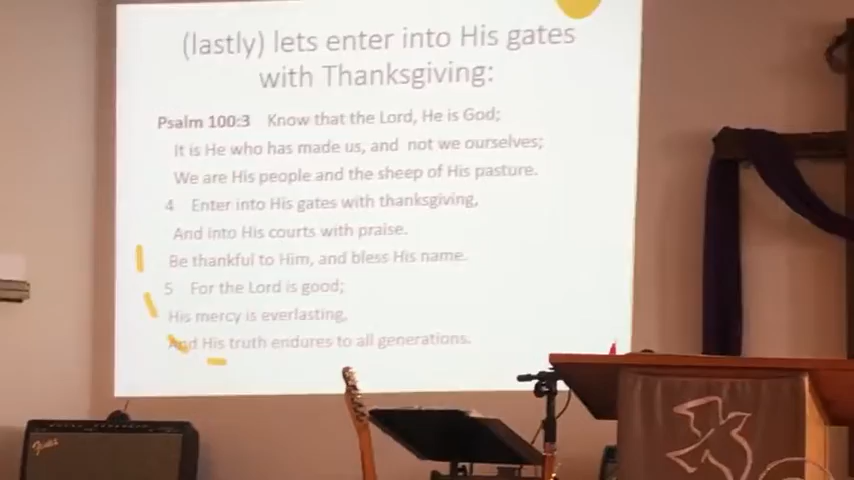 (lastly) lets enter into His gates
with Thanksgiving:
Psalm 100:3 Know that the Lord, He is God;
It is He who has made us, and not we ourselves;
We are His people and the sheep of His pasture.
4 Enter into His gates with thanksgiving,
And into His courts with praise.
Be thankful to Him, and bless His name.
5 For the Lord is good;
His mercy is everlasting,
And His truth endures to all generations.
Fender